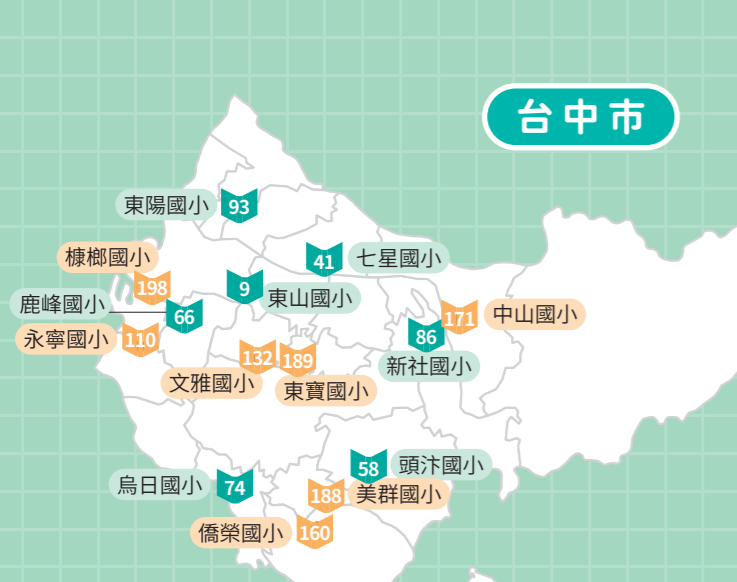 台中市
東陽國小 93
41 七星國小
槺榔國小 198
9 東山國小
鹿峰國小 66
171 中山國小
永寧國小 110
86 新社國小
132 文雅國小
189 東寶國小
58 頭汴國小
烏日國小 74
188 美群國小
僑榮國小 160